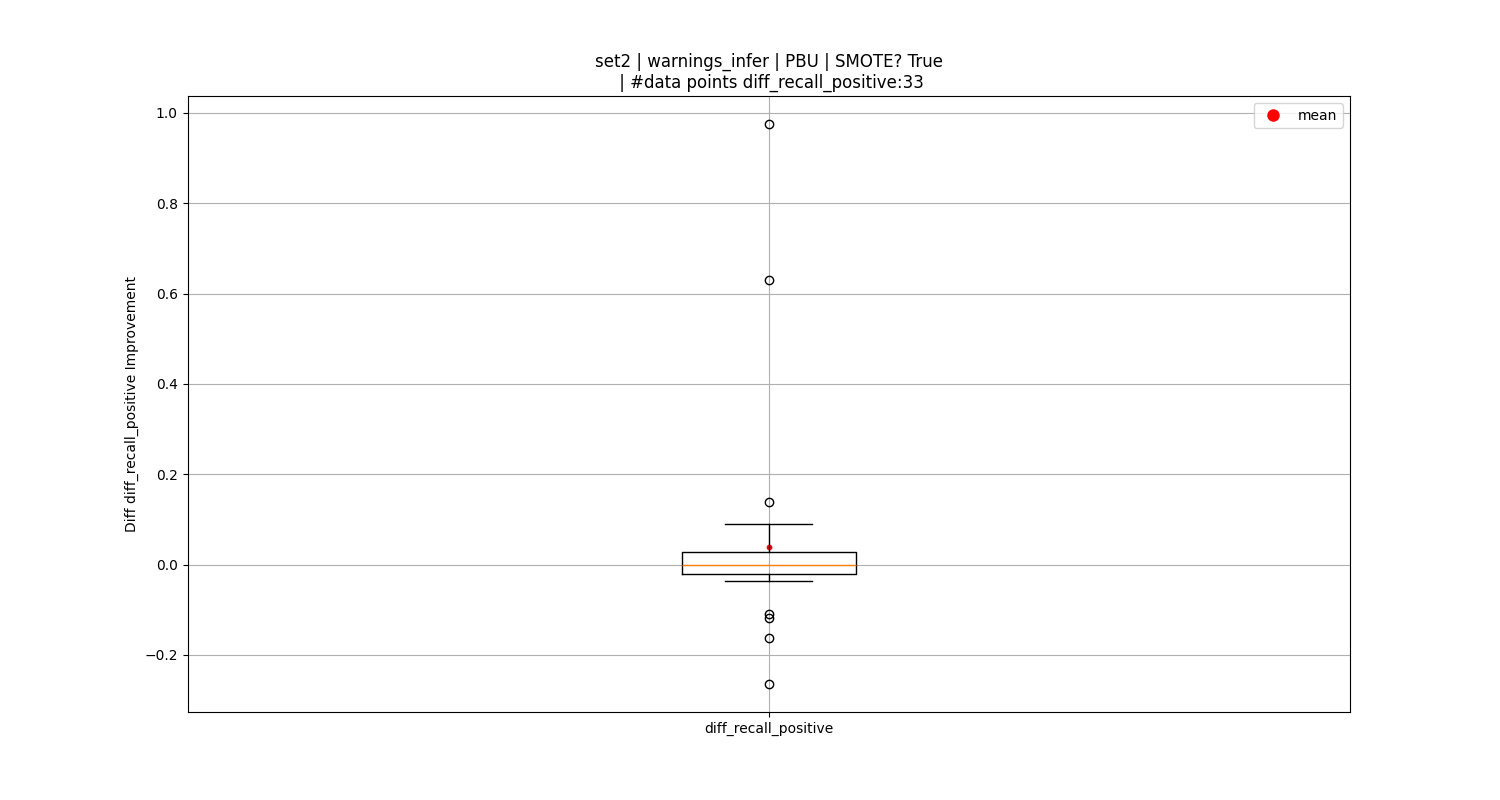 set2 | warnings_infer | PBU | SMOTE? True
| #data points diff_recall_positive:33
mean
1.0
0.8
0.6
0.4
0.2
0.0
−0.2
Diff diff_recall_positive Improvement
diff_recall_positive